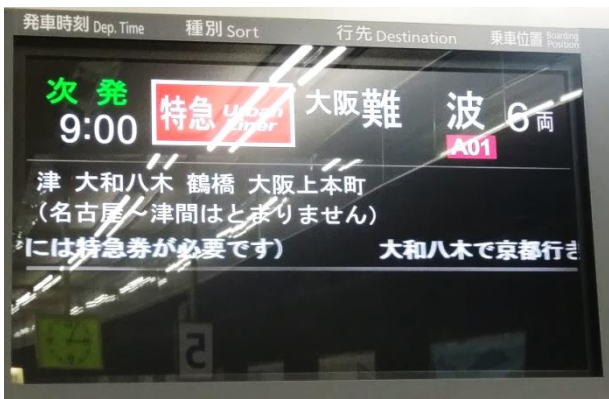 発車時刻 Dep. Time 種別 Sort 行先 Destination 乗車位置 Boarding Position
次発
9:00 特急 Urban Liner 大阪難波 6両
A01
津 大和八木 鶴橋 大阪上本町
(名古屋～津間はとまりません)
には特急券が必要です) 大和八木で京都行き
5